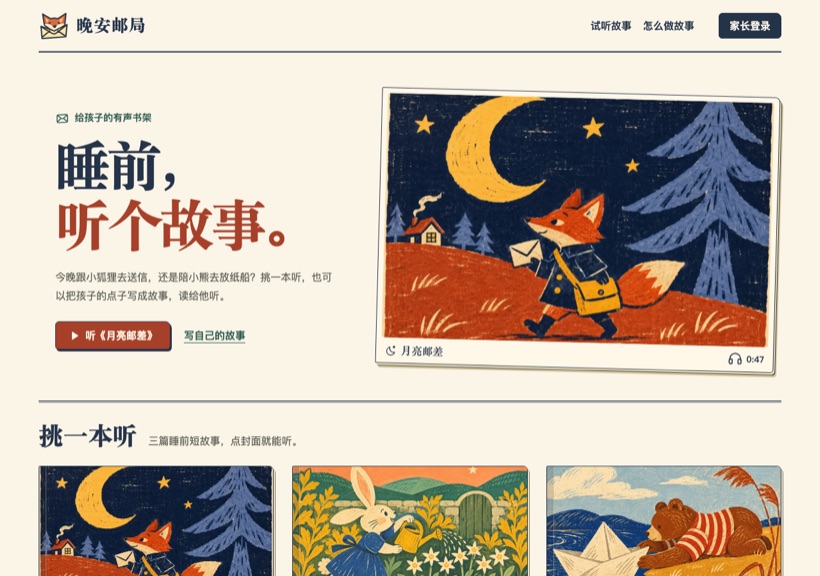 晚安邮局
试听故事
怎么做故事
家长登录
给孩子的有声书架
睡前，
听个故事。
今晚跟小狐狸去送信，还是陪小熊去放纸船？挑一本听，也可
以把孩子的点子写成故事，读给他听。
听《月亮邮差》
写自己的故事
月亮邮差
0:47
挑一本听
三篇睡前短故事，点封面就能听。